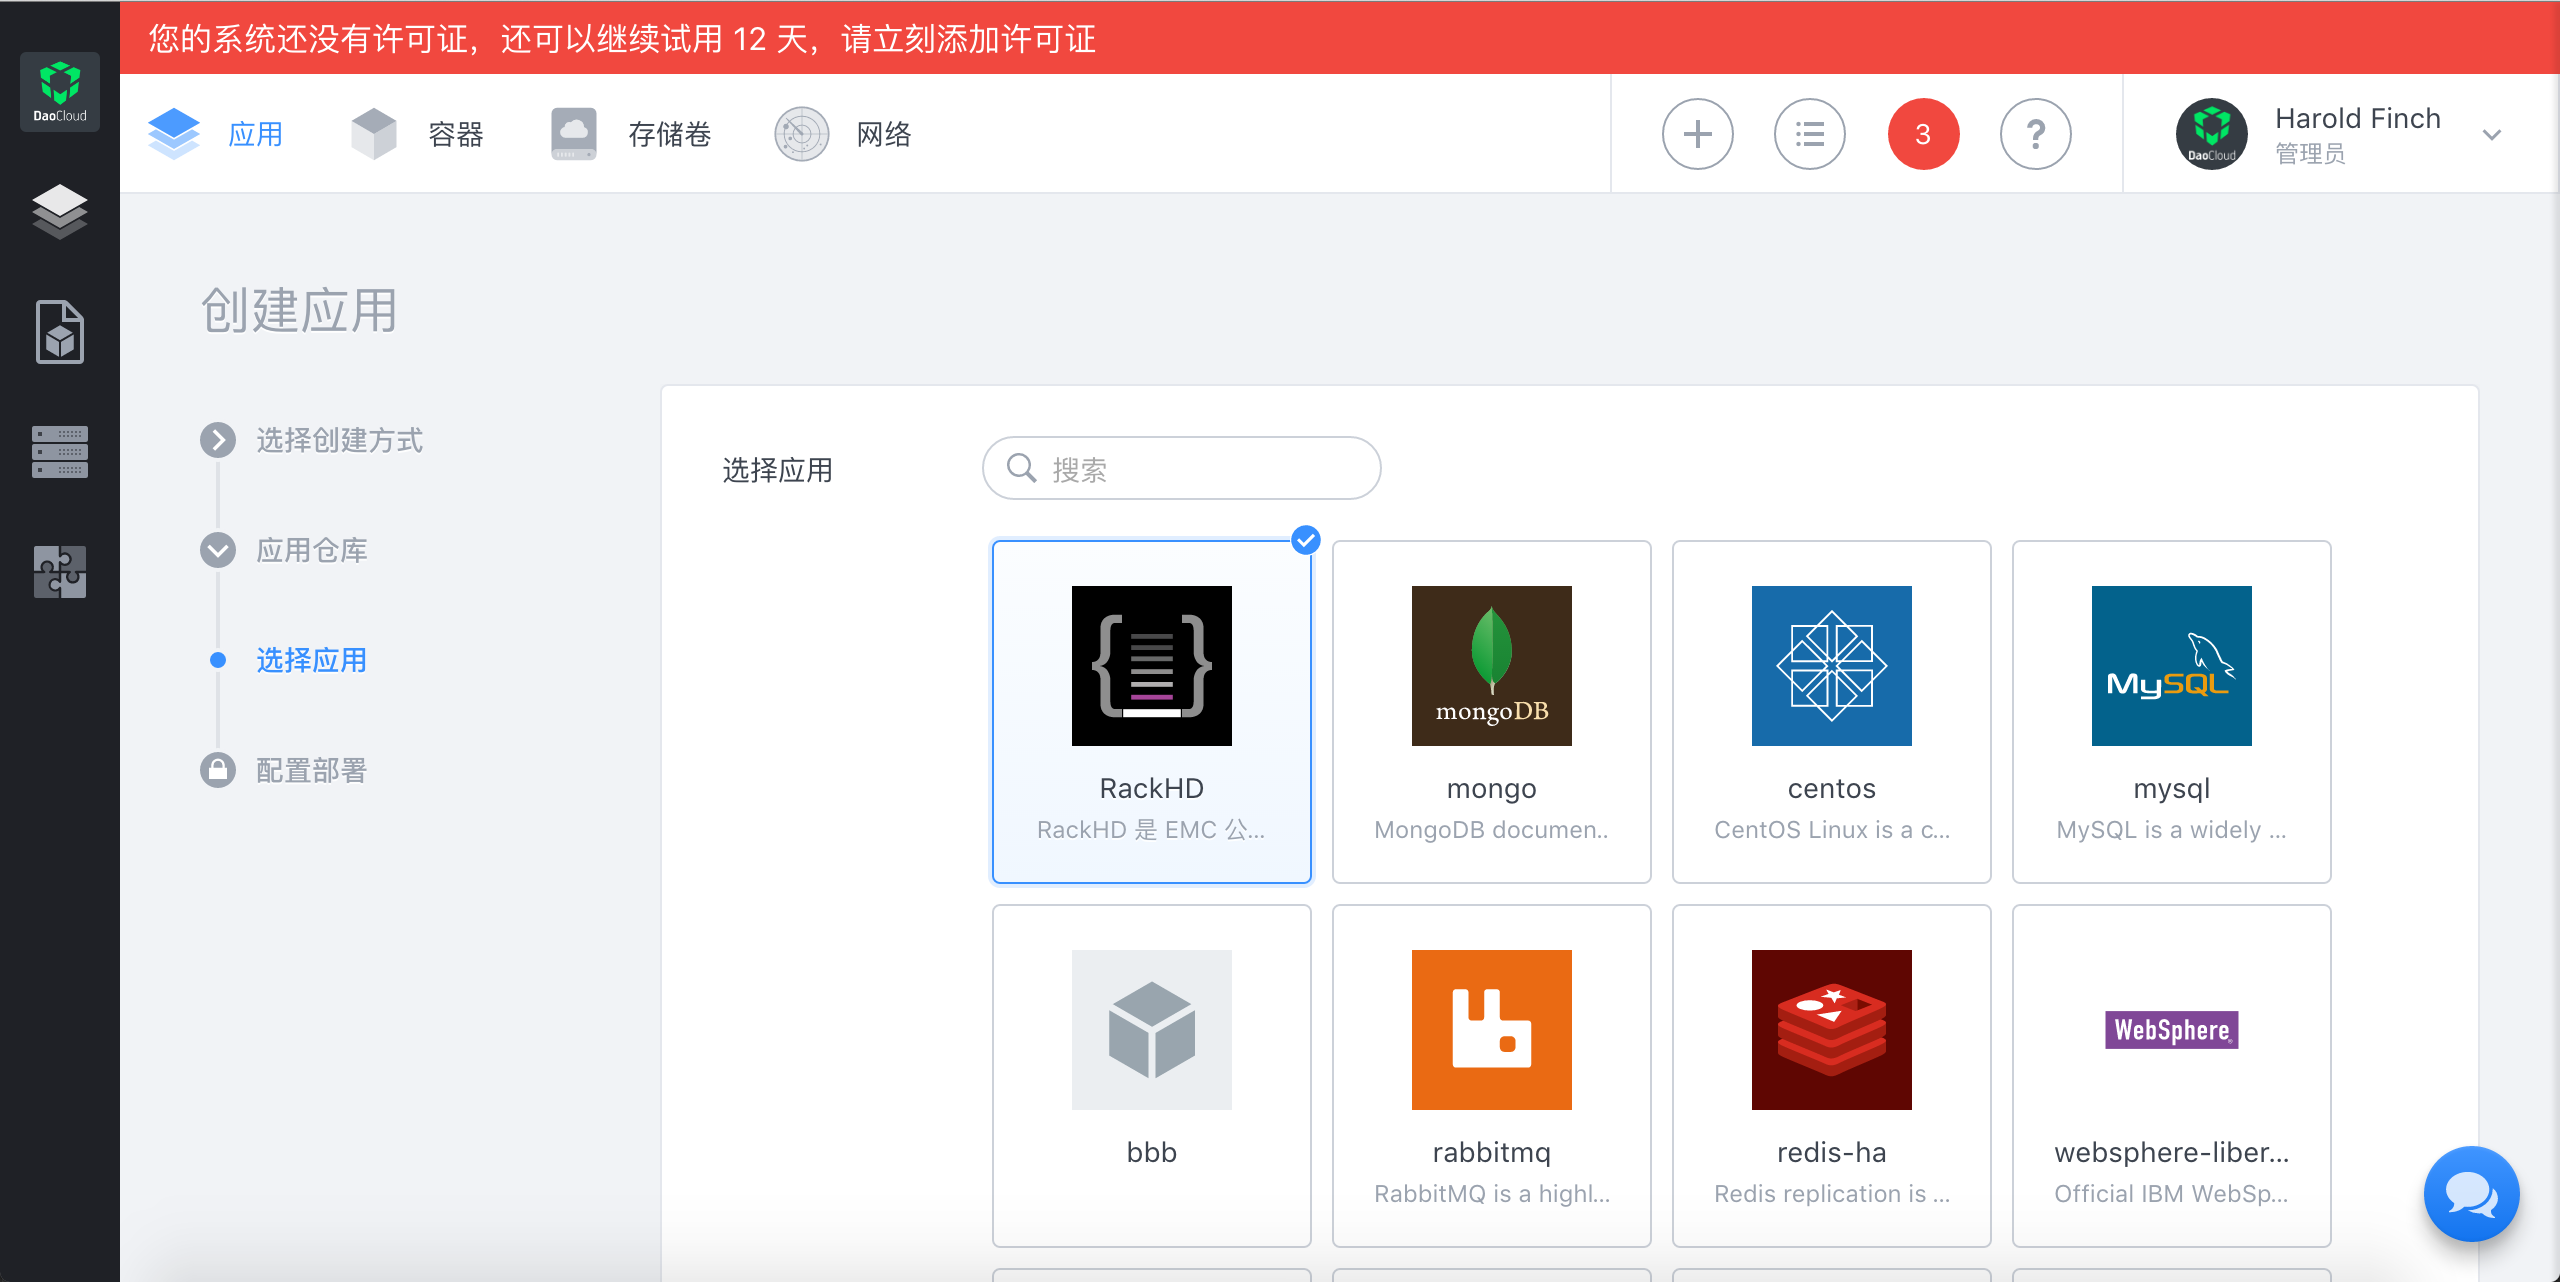 您的系统还没有许可证，还可以继续试用 12 天，请立刻添加许可证
DaoCloud
应用
容器
存储卷
网络
3
?
DaoCloud
Harold Finch
管理员
创建应用
选择创建方式
应用仓库
选择应用
配置部署
选择应用
搜索
mongoDB
MySQL
RackHD
mongo
centos
mysql
RackHD 是 EMC 公...
MongoDB documen..
CentOS Linux is a c...
MySQL is a widely ...
WebSphere
bbb
rabbitmq
redis-ha
websphere-liber...
RabbitMQ is a highl...
Redis replication is ...
Official IBM WebSp...